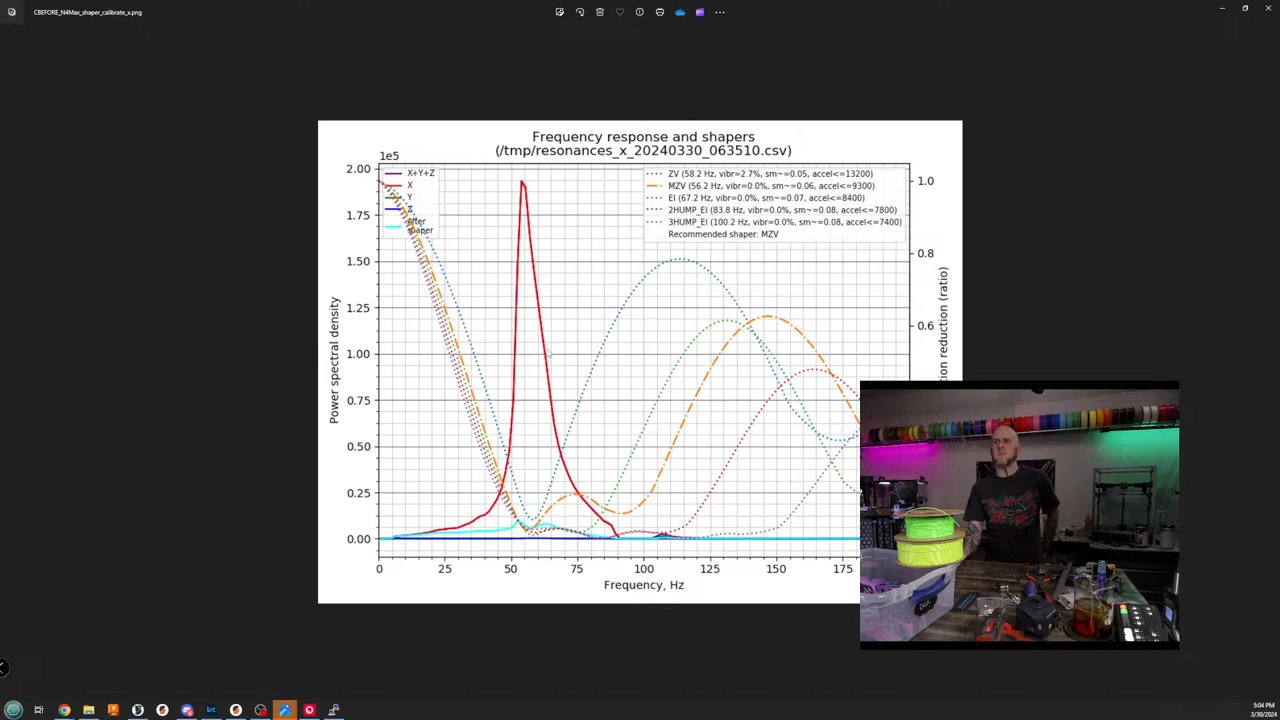 CBEFORE_N4Max_shaper_calibrate_x.png
Frequency response and shapers
(/tmp/resonances_x_20240330_063510.csv)
1e5
2.00
1.75
1.50
1.25
1.00
0.75
0.50
0.25
0.00
Power spectral density
X+Y+Z
X
Y
Z
After
shaper
ZV (58.2 Hz, vibr=2.7%, sm~=0.05, accel<=13200)
MZV (56.2 Hz, vibr=0.0%, sm~=0.06, accel<=9300)
EI (67.2 Hz, vibr=0.0%, sm~=0.07, accel<=8400)
2HUMP_EI (83.8 Hz, vibr=0.0%, sm~=0.08, accel<=7800)
3HUMP_EI (100.2 Hz, vibr=0.0%, sm~=0.08, accel<=7400)
Recommended shaper: MZV
1.0
0.8
0.6
tion reduction (ratio)
0
25
50
75
100
125
150
175
Frequency, Hz
LrC
5:04 PM
3/30/2024